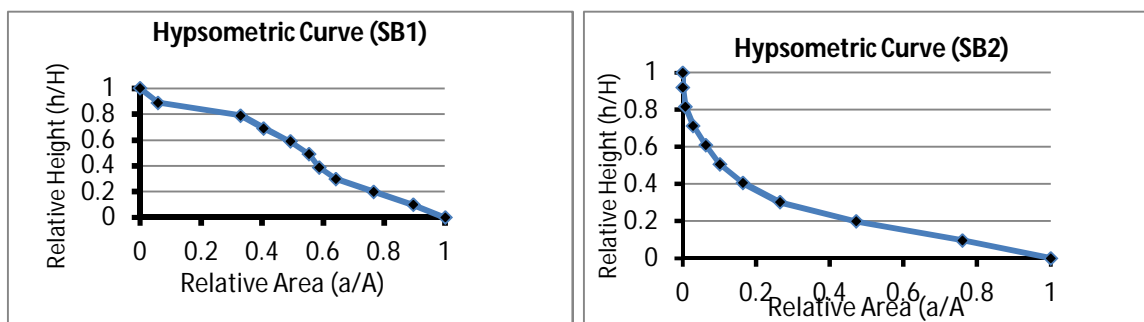 Hypsometric Curve (SB1)
Relative Height (h/H)
1
0.8
0.6
0.4
0.2
0
0 0.2 0.4 0.6 0.8 1
Relative Area (a/A)
Hypsometric Curve (SB2)
Relative Height (h/H)
1
0.8
0.6
0.4
0.2
0
0 0.2 0.4 0.6 0.8 1
Relative Area (a/A